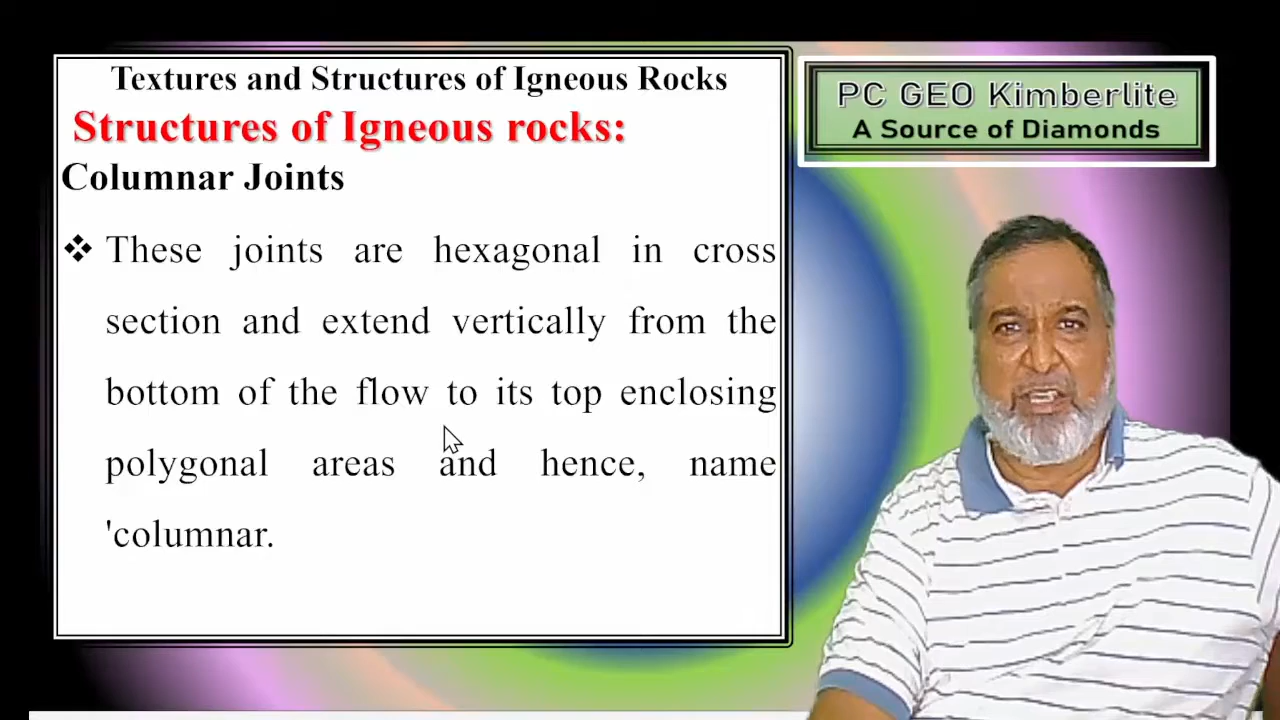 Textures and Structures of Igneous Rocks
Structures of Igneous rocks:
Columnar Joints
❖ These joints are hexagonal in cross
section and extend vertically from the
bottom of the flow to its top enclosing
polygonal areas and hence, name
'columnar.
PC GEO Kimberlite
A Source of Diamonds